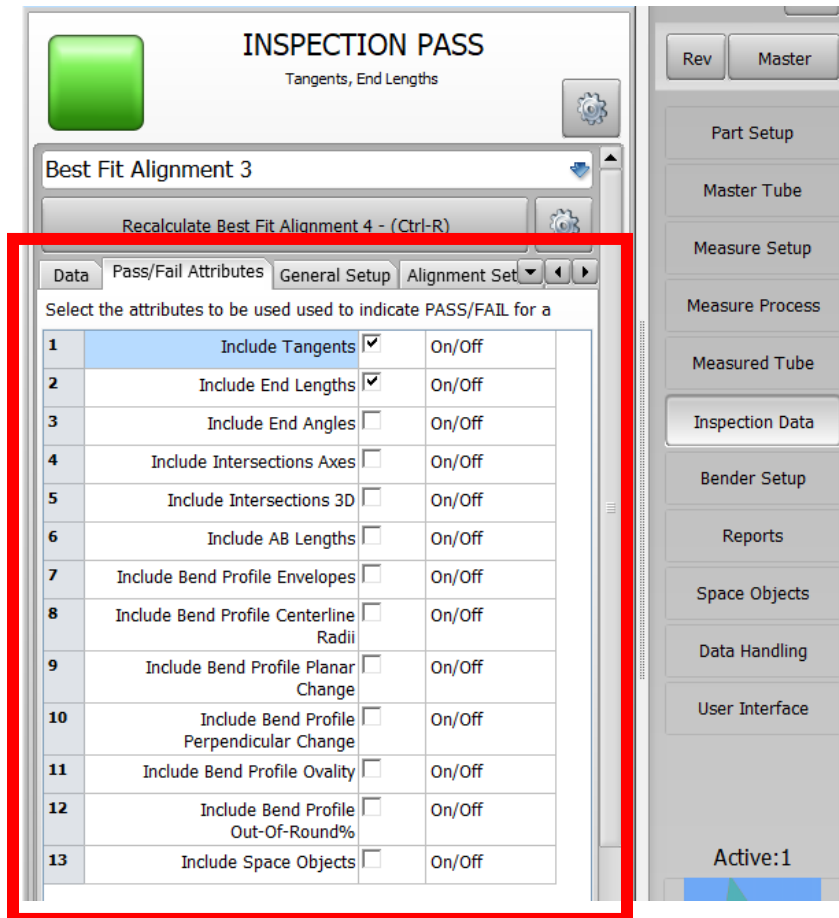 INSPECTION PASS
Tangents, End Lengths
Best Fit Alignment 3
Recalculate Best Fit Alignment 4 - (Ctrl-R)
Data Pass/Fail Attributes General Setup Alignment Set
Select the attributes to be used used to indicate PASS/FAIL for a
1 Include Tangents On/Off
2 Include End Lengths On/Off
3 Include End Angles On/Off
4 Include Intersections Axes On/Off
5 Include Intersections 3D On/Off
6 Include AB Lengths On/Off
7 Include Bend Profile Envelopes On/Off
8 Include Bend Profile Centerline On/Off
Radii
9 Include Bend Profile Planar On/Off
Change
10 Include Bend Profile On/Off
Perpendicular Change
11 Include Bend Profile Ovality On/Off
12 Include Bend Profile On/Off
Out-Of-Round%
13 Include Space Objects On/Off
Rev Master
Part Setup
Master Tube
Measure Setup
Measure Process
Measured Tube
Inspection Data
Bender Setup
Reports
Space Objects
Data Handling
User Interface
Active:1